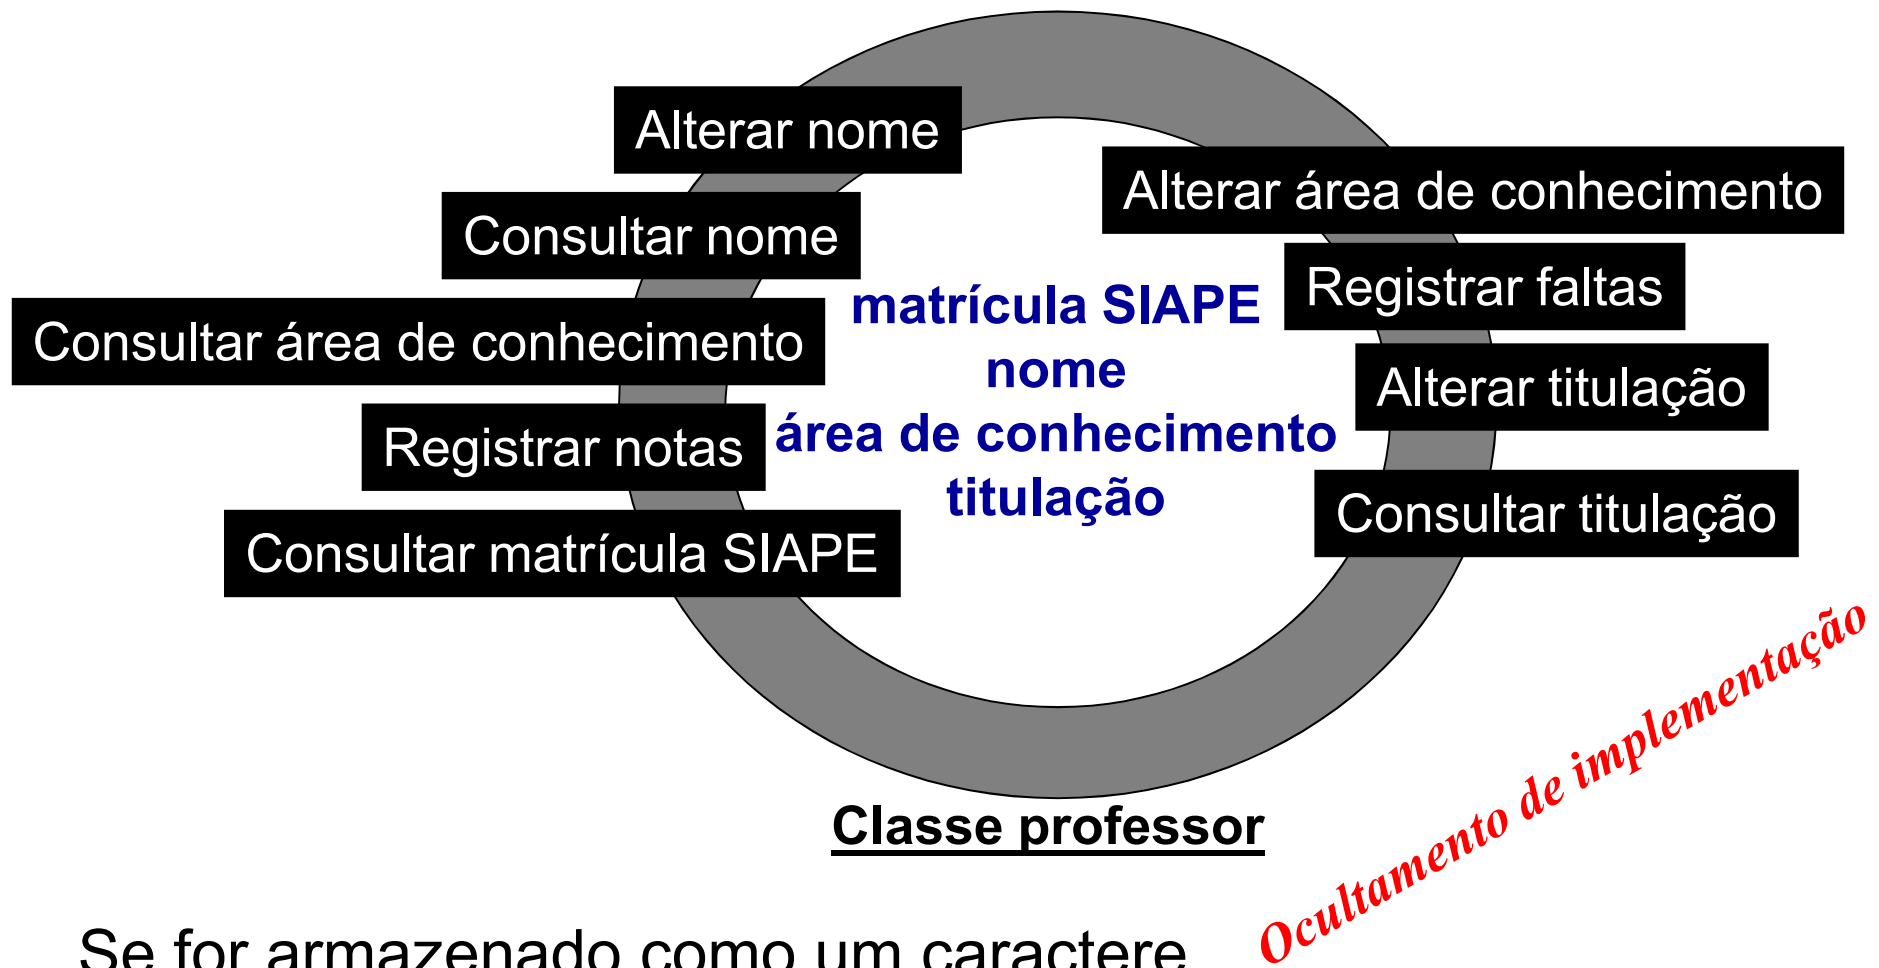 Alterar nome
Consultar nome
Consultar área de conhecimento
Registrar notas
Consultar matrícula SIAPE
matrícula SIAPE
nome
área de conhecimento
titulação
Alterar área de conhecimento
Registrar faltas
Alterar titulação
Consultar titulação
Classe professor
Ocultamento de implementação
Se for armazenado como um caractere